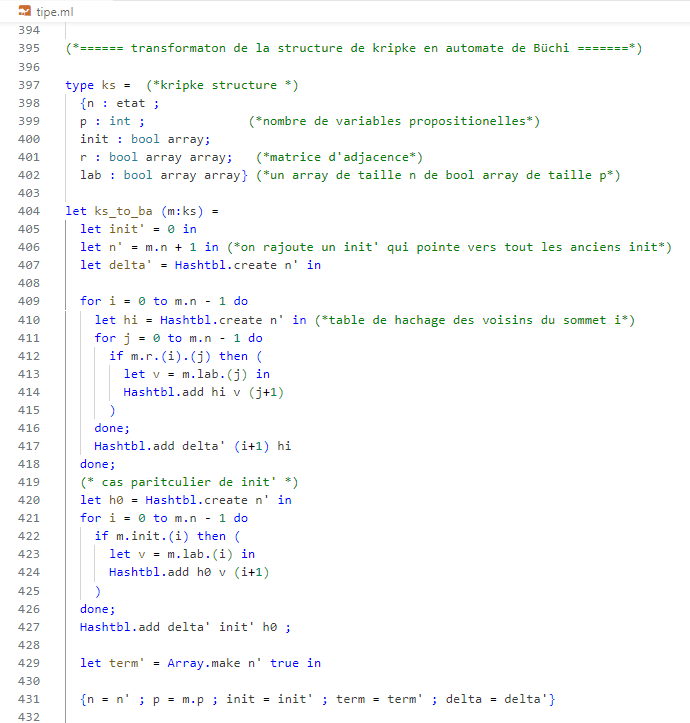 tipe.ml
394
395 (*====== transformaton de la structure de kripke en automate de Büchi =======*)
396
397 type ks =  (*kripke structure *)
398   {n : etat ;
399   p : int ;              (*nombre de variables propositionelles*)
400   init : bool array;
401   r : bool array array;   (*matrice d'adjacence*)
402   lab : bool array array} (*un array de taille n de bool array de taille p*)
403
404 let ks_to_ba (m:ks) =
405   let init' = 0 in
406   let n' = m.n + 1 in (*on rajoute un init' qui pointe vers tout les anciens init*)
407   let delta' = Hashtbl.create n' in
408
409   for i = 0 to m.n - 1 do
410     let hi = Hashtbl.create n' in (*table de hachage des voisins du sommet i*)
411     for j = 0 to m.n - 1 do
412       if m.r.(i).(j) then (
413         let v = m.lab.(j) in
414         Hashtbl.add hi v (j+1)
415       )
416     done;
417     Hashtbl.add delta' (i+1) hi
418   done;
419   (* cas paritculier de init' *)
420   let h0 = Hashtbl.create n' in
421   for i = 0 to m.n - 1 do
422     if m.init.(i) then (
423       let v = m.lab.(i) in
424       Hashtbl.add h0 v (i+1)
425     )
426   done;
427   Hashtbl.add delta' init' h0 ;
428
429   let term' = Array.make n' true in
430
431   {n = n' ; p = m.p ; init = init' ; term = term' ; delta = delta'}
432